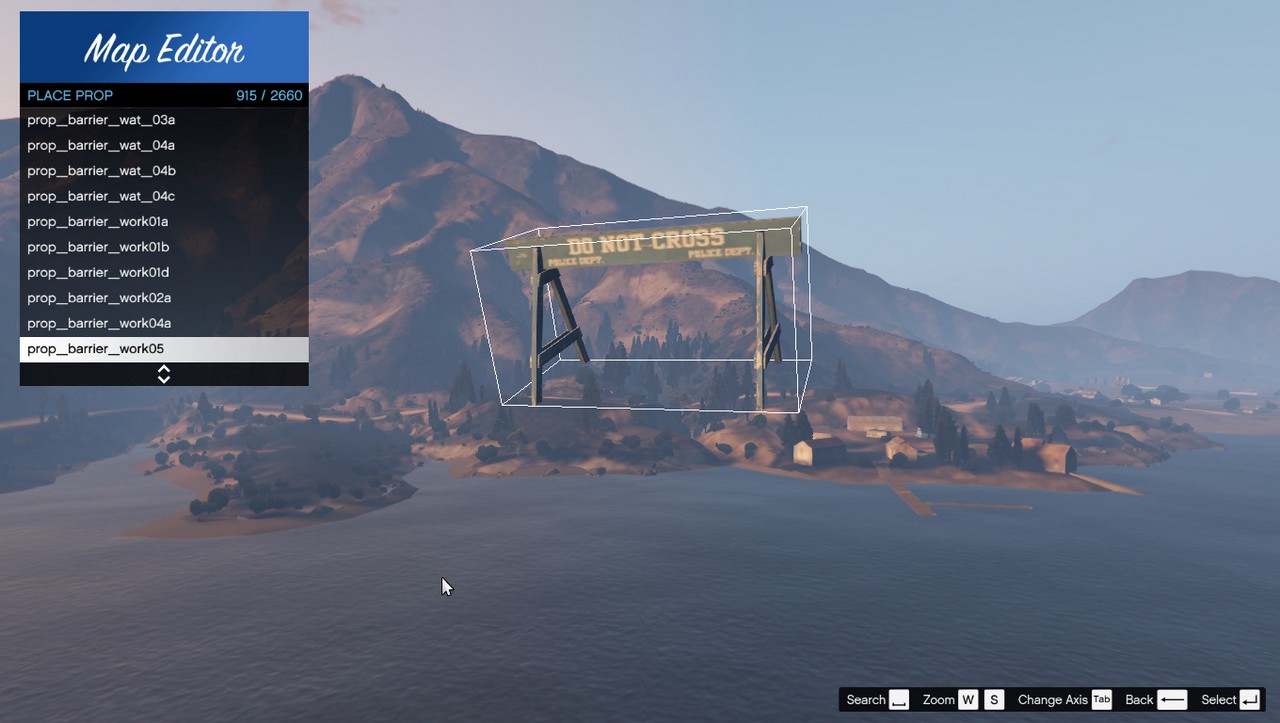 Map Editor
PLACE PROP 915 / 2660
prop__barrier__wat__03a
prop__barrier__wat__04a
prop__barrier__wat__04b
prop__barrier__wat__04c
prop__barrier__work01a
prop__barrier__work01b
prop__barrier__work01d
prop__barrier__work02a
prop__barrier__work04a
prop__barrier__work05
DO NOT CROSS
POLICE DEPT. POLICE DEPT.
Search Zoom W S Change Axis Tab Back Select